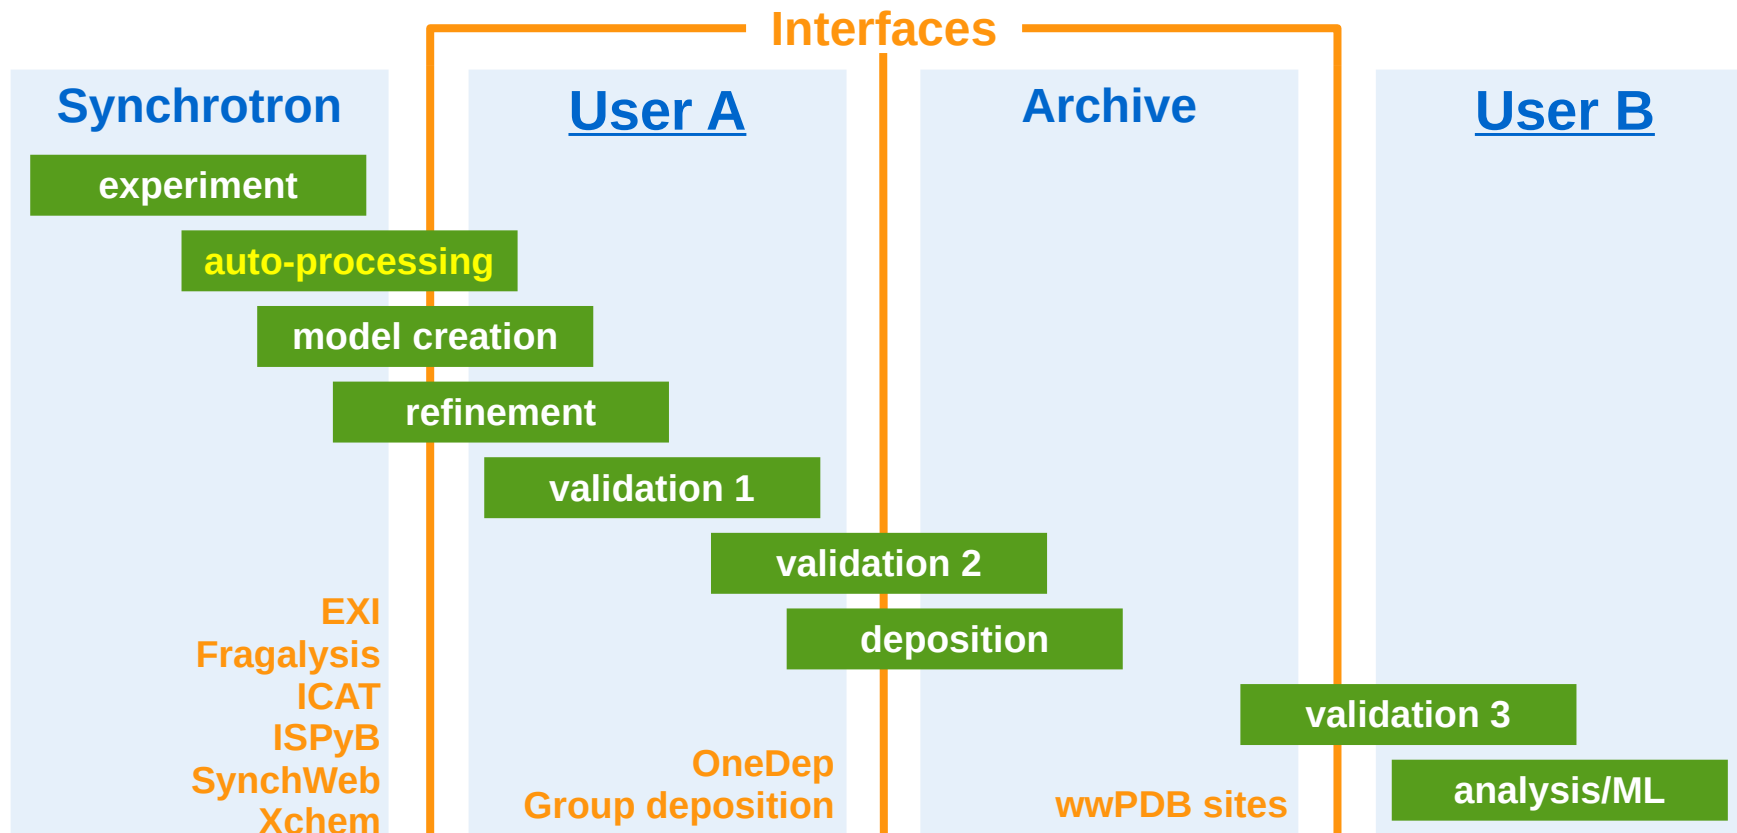 Interfaces
Synchrotron
User A
Archive
User B
experiment
auto-processing
model creation
refinement
validation 1
validation 2
deposition
validation 3
analysis/ML
EXI
Fragalysis
ICAT
ISPyB
SynchWeb
Xchem
OneDep
Group deposition
wwPDB sites